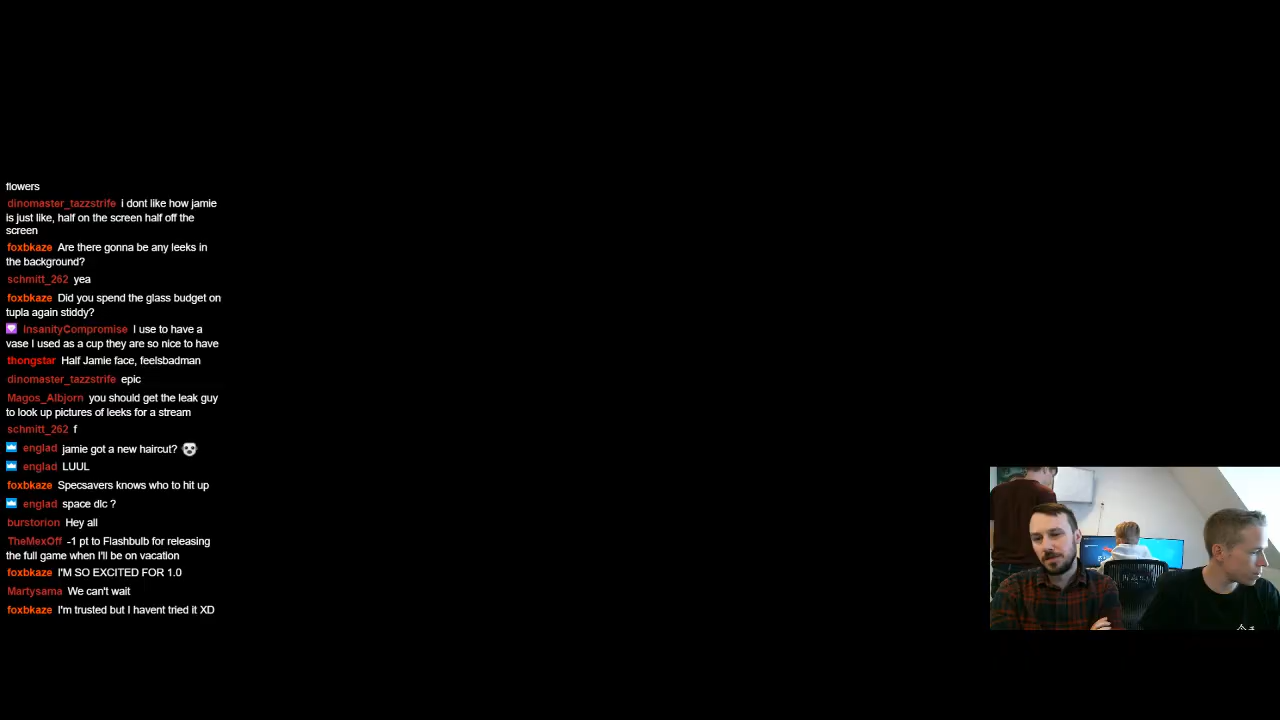 flowers
dinomaster_tazzstrife i dont like how jamie
is just like, half on the screen half off the
screen
foxbkaze Are there gonna be any leeks in
the background?
schmitt_262 yea
foxbkaze Did you spend the glass budget on
tupla again stiddy?
InsanityCompromise I use to have a
vase I used as a cup they are so nice to have
thongstar Half Jamie face, feelsbadman
dinomaster_tazzstrife epic
Magos_Albjorn you should get the leak guy
to look up pictures of leeks for a stream
schmitt_262 f
englad jamie got a new haircut?
englad LUUL
foxbkaze Specsavers knows who to hit up
englad space dlc ?
burstorion Hey all
TheMexOff -1 pt to Flashbulb for releasing
the full game when I'll be on vacation
foxbkaze I'M SO EXCITED FOR 1.0
Martysama We can't wait
foxbkaze I'm trusted but I havent tried it XD